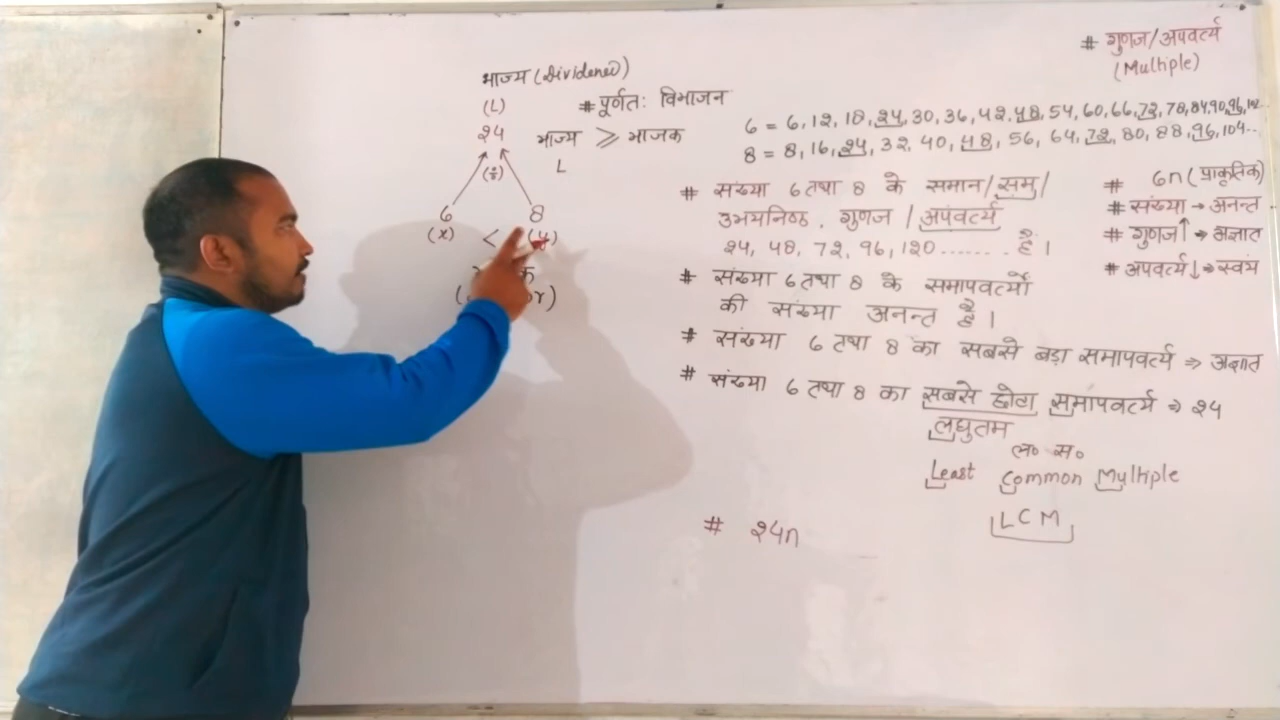 # गुणज/अपवर्त्य
(Multiple)
भाज्य (Dividened)
(L)
24
# पूर्णतः विभाजन
भाज्य ⩾ भाजक
L
6 8
(x) < (y)
6 = 6, 12, 18, 24, 30, 36, 42, 48, 54, 60, 66, 72, 78, 84, 90, 96, 102...
8 = 8, 16, 24, 32, 40, 48, 56, 64, 72, 80, 88, 96, 104...
# संख्या 6 तथा 8 के समान/सम/
उभयनिष्ठ, गुणज / अपवर्त्य
24, 48, 72, 96, 120........ हैं।
# संख्या 6 तथा 8 के समापवर्त्यों
की संख्या अनन्त है।
# संख्या 6 तथा 8 का सबसे बड़ा समापवर्त्य ⇒ अज्ञात
# संख्या 6 तथा 8 का सबसे छोटा समापवर्त्य ⇒ 24
लघुतम
ल० स०
Least Common Multiple
LCM
# 24n
# 6n (प्राकृतिक)
# संख्या → अनन्त
# गुणज↑ → अज्ञात
# अपवर्त्य↓ → स्वयं